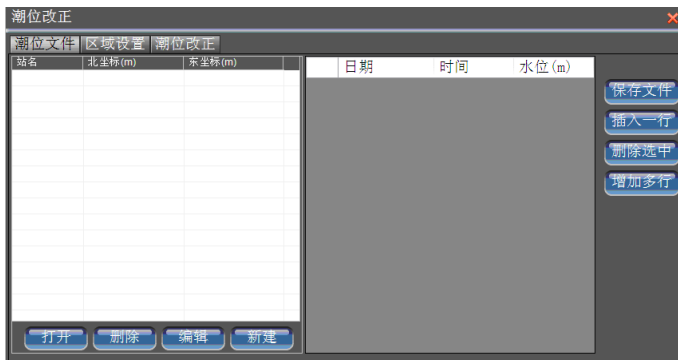 潮位改正
潮位文件 区域设置 潮位改正
站名 北坐标(m) 东坐标(m)
日期 时间 水位(m)
保存文件
插入一行
删除选中
增加多行
打开 删除 编辑 新建